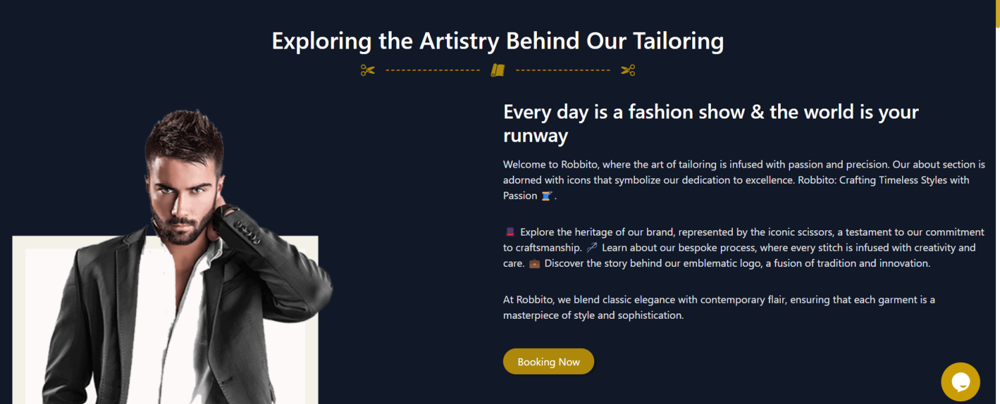 Exploring the Artistry Behind Our Tailoring
Every day is a fashion show & the world is your
runway
Welcome to Robbito, where the art of tailoring is infused with passion and precision. Our about section is
adorned with icons that symbolize our dedication to excellence. Robbito: Crafting Timeless Styles with
Passion 🧵 .
🎩 Explore the heritage of our brand, represented by the iconic scissors, a testament to our commitment
to craftsmanship. 🪡 Learn about our bespoke process, where every stitch is infused with creativity and
care. 💼 Discover the story behind our emblematic logo, a fusion of tradition and innovation.
At Robbito, we blend classic elegance with contemporary flair, ensuring that each garment is a
masterpiece of style and sophistication.
Booking Now